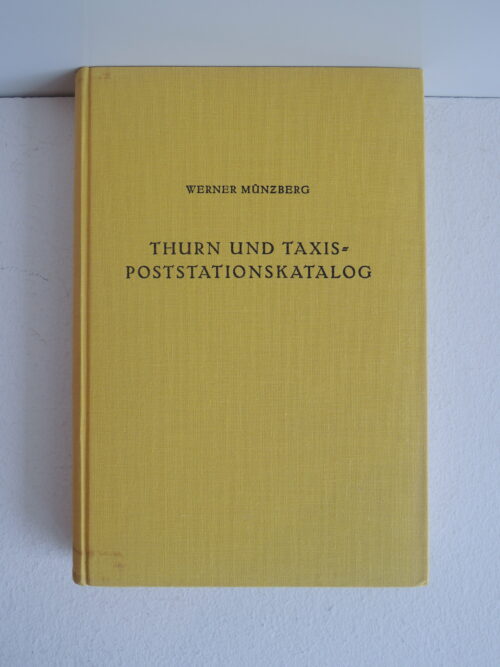 WERNER MÜNZBERG
THURN UND TAXIS-
POSTSTATIONSKATALOG